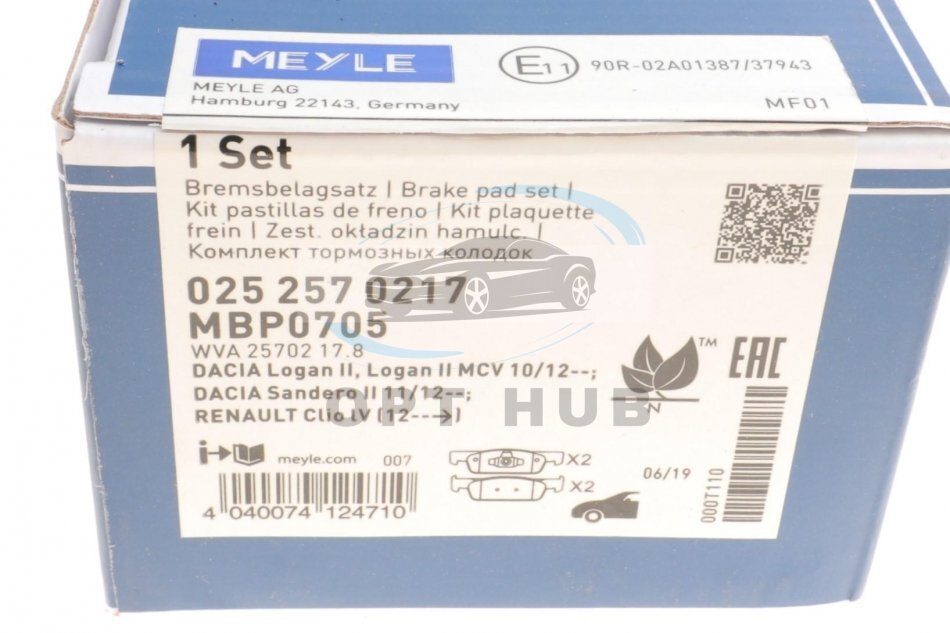 MEYLE
MEYLE AG
Hamburg 22143, Germany
E11
90R-02A01387/37943
MF01
1 Set
Bremsbelagsatz | Brake pad set |
Kit pastillas de freno | Kit plaquette
frein | Zest. okładzin hamulc. |
Комплект тормозных колодок
025 257 0217
MBP0705
WVA 25702 17.8
DACIA Logan II, Logan II MCV 10/12--;
DACIA Sandero II 11/12--;
RENAULT Clio IV (12--->)
OPT HUB
TM
N
EAC
i
meyle.com 007
X2
X2
06/19
000T110
4 040074 124710